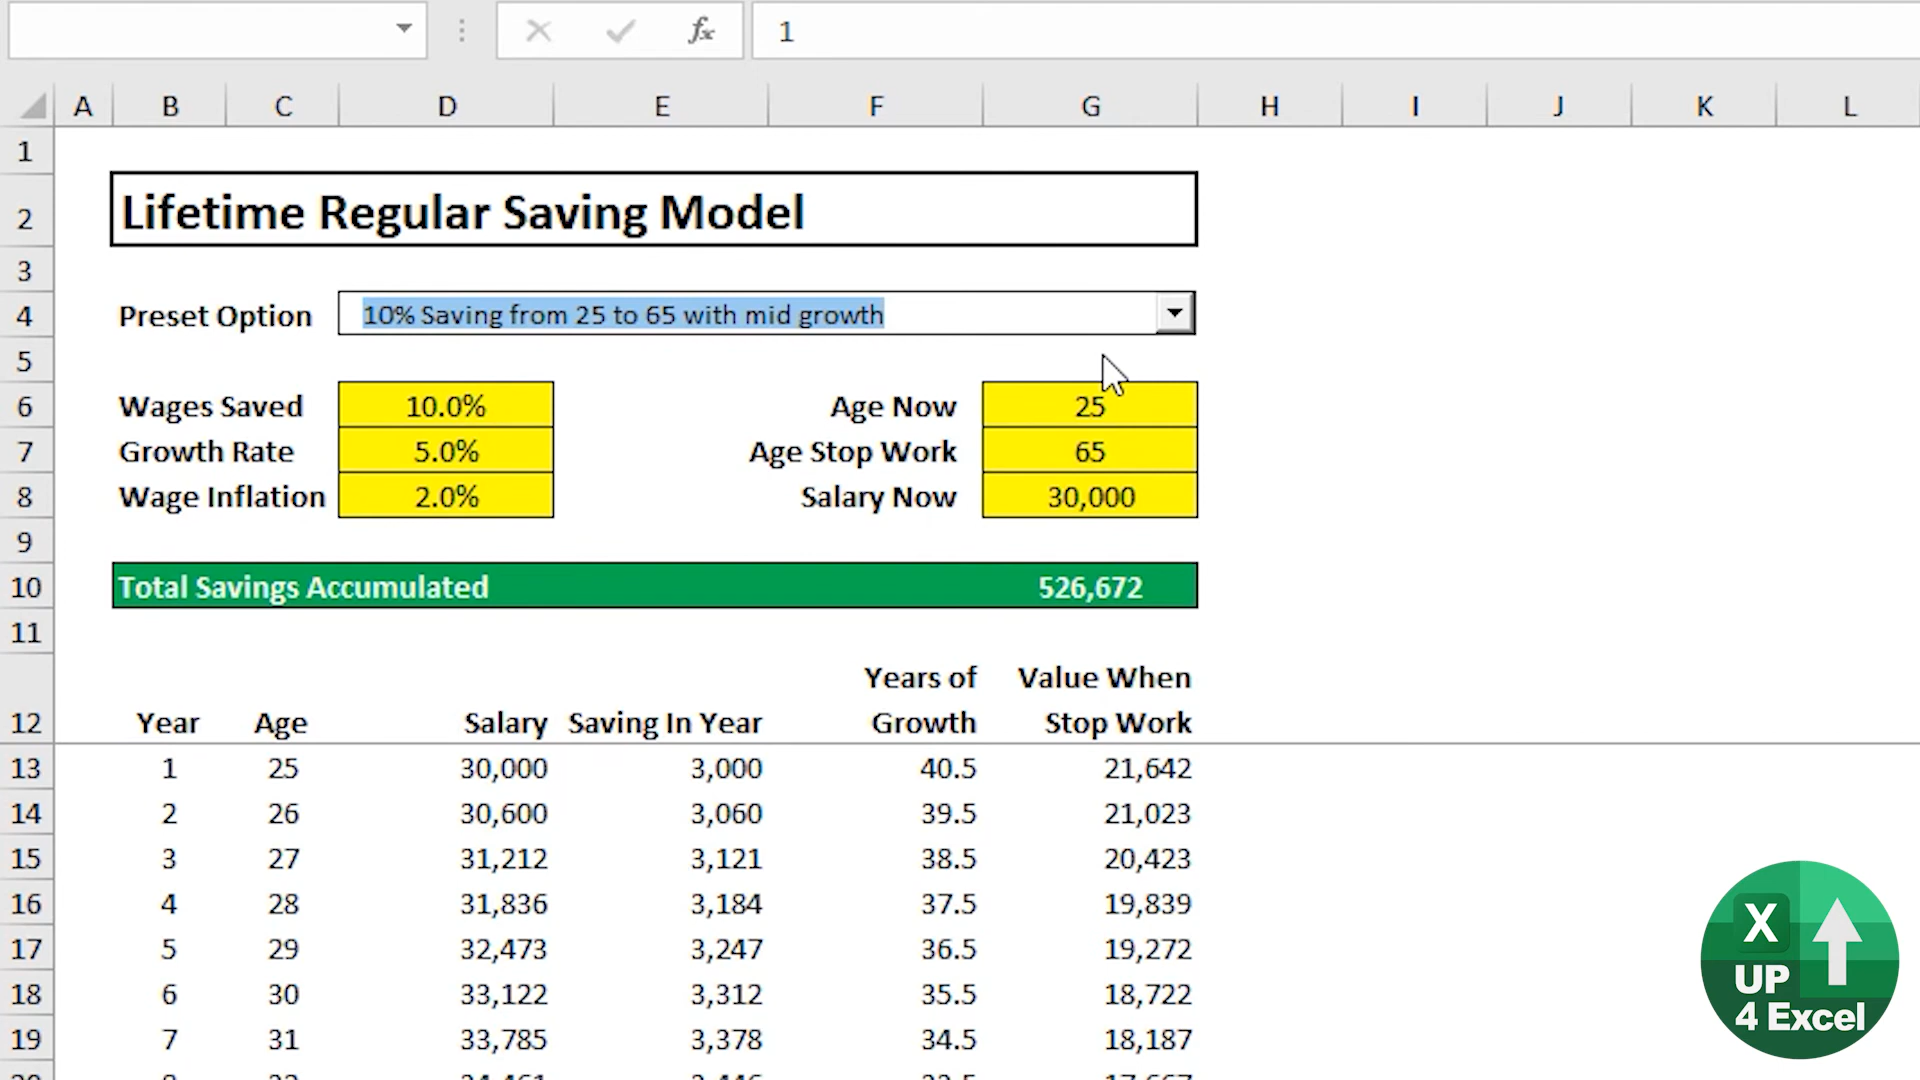 fx 1
A B C D E F G H I J K L
1
2 Lifetime Regular Saving Model
3
4 Preset Option 10% Saving from 25 to 65 with mid growth
5
6 Wages Saved 10.0% Age Now 25
7 Growth Rate 5.0% Age Stop Work 65
8 Wage Inflation 2.0% Salary Now 30,000
9
10 Total Savings Accumulated 526,672
11
Years of Value When
12 Year Age Salary Saving In Year Growth Stop Work
13 1 25 30,000 3,000 40.5 21,642
14 2 26 30,600 3,060 39.5 21,023
15 3 27 31,212 3,121 38.5 20,423
16 4 28 31,836 3,184 37.5 19,839
17 5 29 32,473 3,247 36.5 19,272
18 6 30 33,122 3,312 35.5 18,722
19 7 31 33,785 3,378 34.5 18,187
X
UP
4 Excel